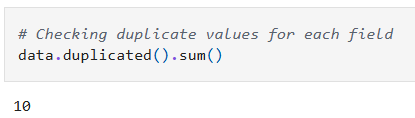 # Checking duplicate values for each field
data.duplicated().sum()
10